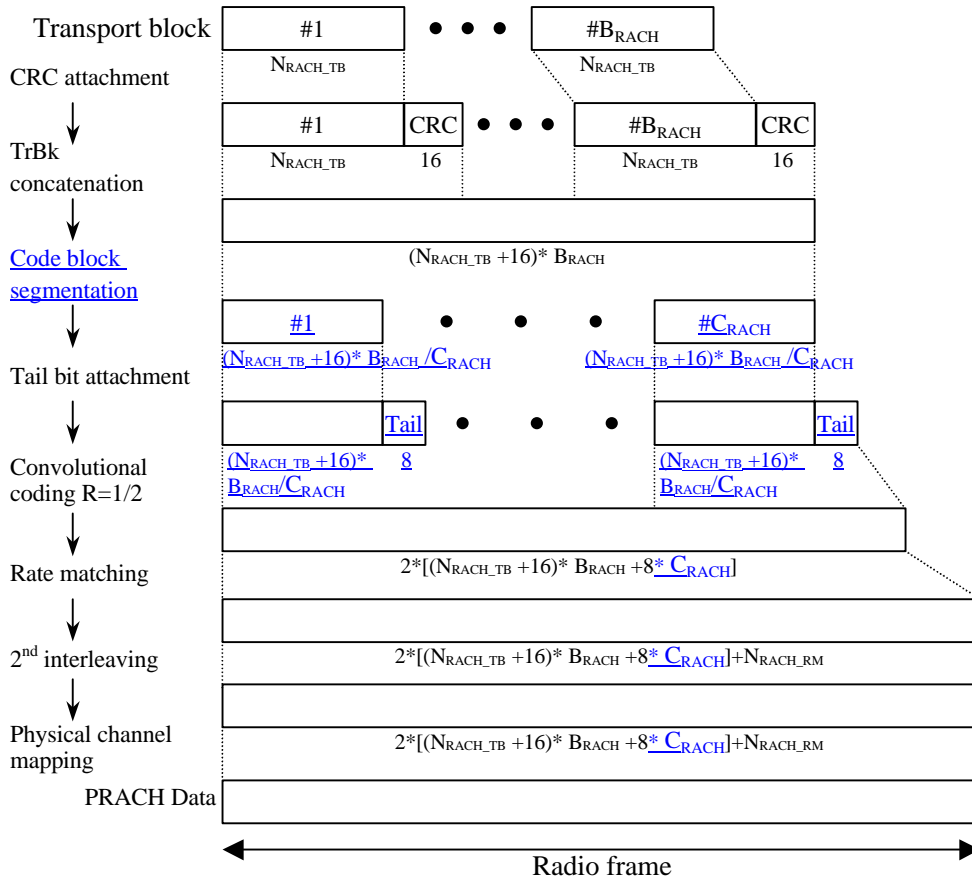 Transport block
#1
#B_RACH
N_RACH_TB
N_RACH_TB
CRC attachment
#1
CRC
#B_RACH
CRC
N_RACH_TB
16
N_RACH_TB
16
TrBk
concatenation
(N_RACH_TB +16)* B_RACH
Code block
segmentation
#1
#C_RACH
(N_RACH_TB +16)* B_RACH /C_RACH
(N_RACH_TB +16)* B_RACH /C_RACH
Tail bit attachment
Tail
Tail
(N_RACH_TB +16)*
B_RACH/C_RACH
8
(N_RACH_TB +16)*
B_RACH/C_RACH
8
Convolutional
coding R=1/2
2*[(N_RACH_TB +16)* B_RACH +8* C_RACH]
Rate matching
2*[(N_RACH_TB +16)* B_RACH +8* C_RACH]+N_RACH_RM
2nd interleaving
2*[(N_RACH_TB +16)* B_RACH +8* C_RACH]+N_RACH_RM
Physical channel
mapping
PRACH Data
Radio frame